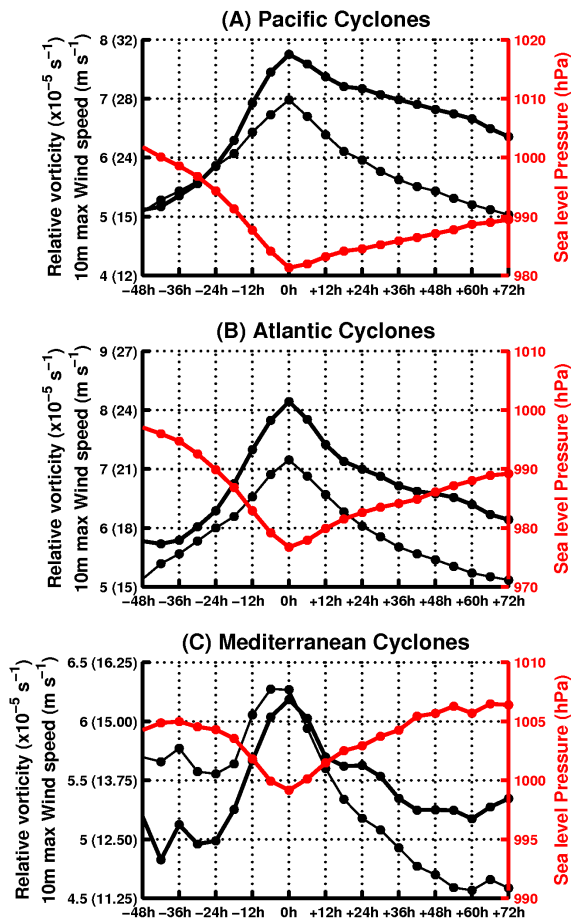 (A) Pacific Cyclones
Relative vorticity (x10⁻⁵ s⁻¹)
10m max Wind speed (m s⁻¹)
8 (32)
7 (28)
6 (24)
5 (15)
4 (12)
1020
1010
1000
990
980
Sea level Pressure (hPa)
−48h −36h −24h −12h 0h +12h +24h +36h +48h +60h +72h
(B) Atlantic Cyclones
Relative vorticity (x10⁻⁵ s⁻¹)
10m max Wind speed (m s⁻¹)
9 (27)
8 (24)
7 (21)
6 (18)
5 (15)
1010
1000
990
980
970
Sea level Pressure (hPa)
−48h −36h −24h −12h 0h +12h +24h +36h +48h +60h +72h
(C) Mediterranean Cyclones
Relative vorticity (x10⁻⁵ s⁻¹)
10m max Wind speed (m s⁻¹)
6.5 (16.25)
6 (15.00)
5.5 (13.75)
5 (12.50)
4.5 (11.25)
1010
1005
1000
995
990
Sea level Pressure (hPa)
−48h −36h −24h −12h 0h +12h +24h +36h +48h +60h +72h